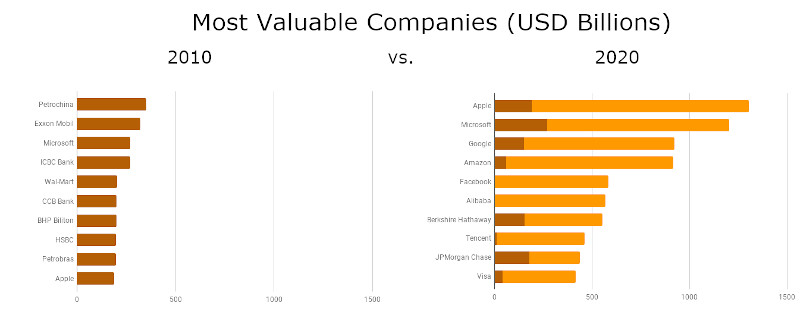 Most Valuable Companies (USD Billions)
2010 vs. 2020
Petrochina
Exxon Mobil
Microsoft
ICBC Bank
Wal-Mart
CCB Bank
BHP Biliton
HSBC
Petrobras
Apple
0 500 1000 1500
Apple
Microsoft
Google
Amazon
Facebook
Alibaba
Berkshire Hathaway
Tencent
JPMorgan Chase
Visa
0 500 1000 1500